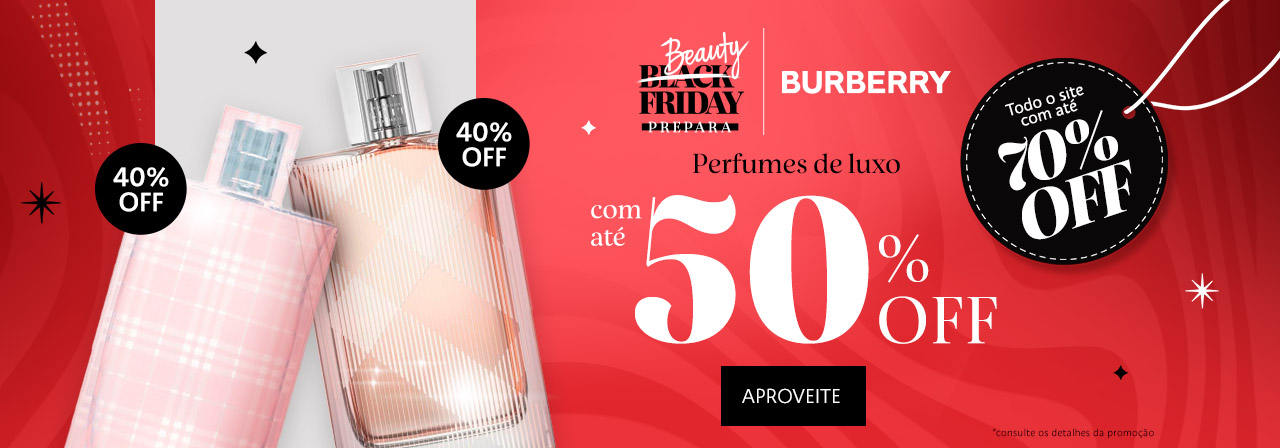 40%
OFF
40%
OFF
Beauty
BLACK
FRIDAY
PREPARA
BURBERRY
Perfumes de luxo
com
até
50%
OFF
APROVEITE
Todo o site
com até
70%
OFF
*consulte os detalhes da promoção